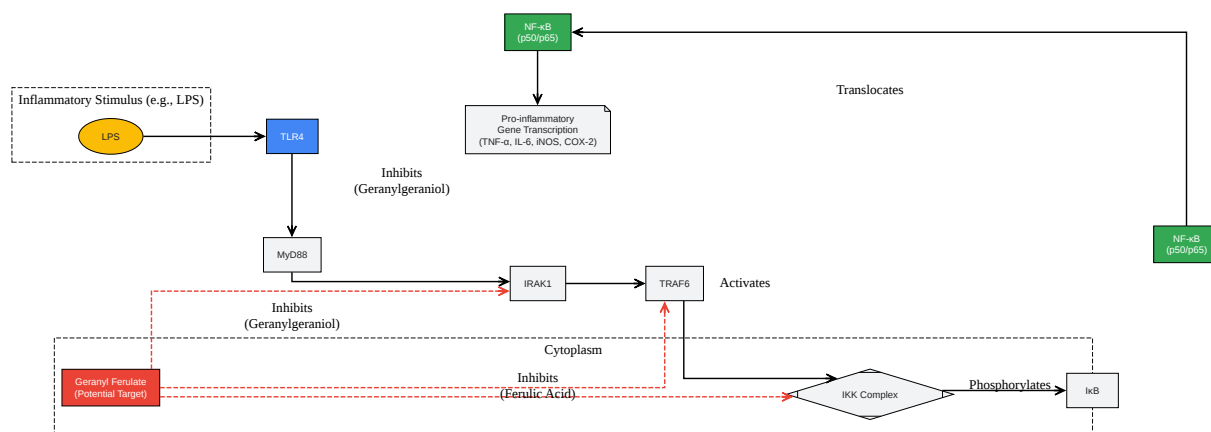 NF-κB
(p50/p65)
Translocates
Inflammatory Stimulus (e.g., LPS)
LPS
TLR4
Pro-inflammatory
Gene Transcription
(TNF-α, IL-6, iNOS, COX-2)
Inhibits
(Geranylgeraniol)
NF-κB
(p50/p65)
MyD88
IRAK1
TRAF6
Activates
Inhibits
(Geranylgeraniol)
Cytoplasm
Geranyl Ferulate
(Potential Target)
Inhibits
(Ferulic Acid)
IKK Complex
Phosphorylates
IκB